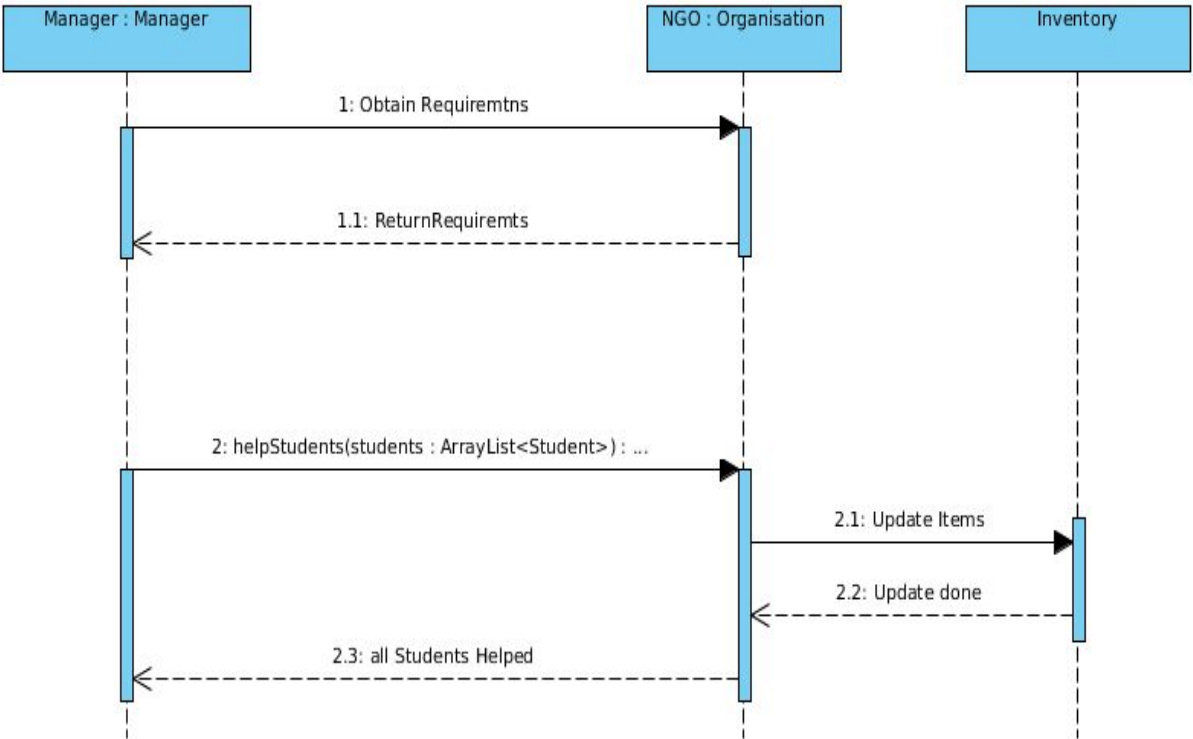 Manager : Manager
NGO : Organisation
Inventory
1: Obtain Requiremtns
1.1: ReturnRequiremts
2: helpStudents(students : ArrayList<Student>) : ...
2.1: Update Items
2.2: Update done
2.3: all Students Helped